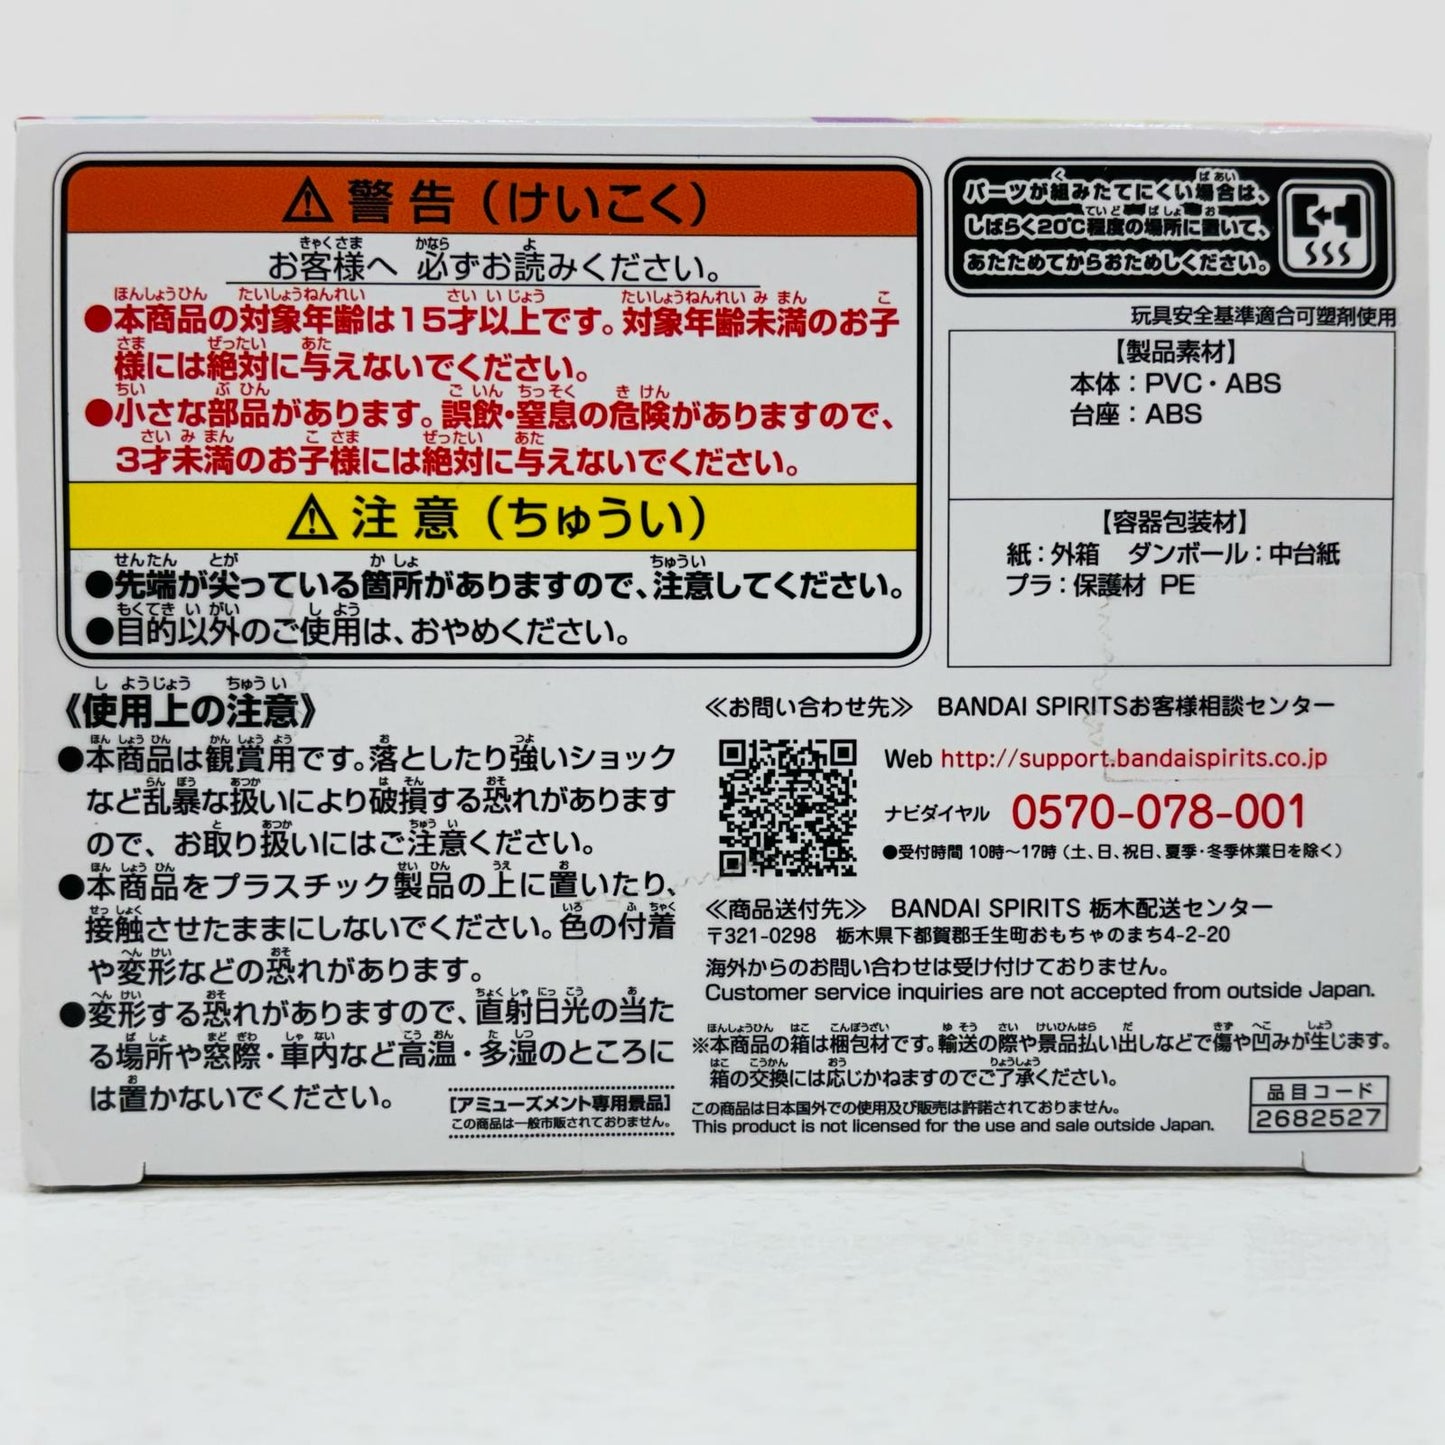 ⚠警告(けいこく)
お客様へ 必ずお読みください。
●本商品の対象年齢は15才以上です。対象年齢未満のお子
様には絶対に与えないでください。
●小さな部品があります。誤飲・窒息の危険がありますので、
3才未満のお子様には絶対に与えないでください。
⚠注意(ちゅうい)
●先端が尖っている箇所がありますので、注意してください。
●目的以外のご使用は、おやめください。
パーツが組みたてにくい場合は、
しばらく20℃程度の場所に置いて、
あたためてからおためしください。
玩具安全基準適合可塑剤使用
【製品素材】
本体:PVC・ABS
台座:ABS
【容器包装材】
紙:外箱 ダンボール:中台紙
プラ:保護材 PE
《使用上の注意》
●本商品は観賞用です。落としたり強いショック
など乱暴な扱いにより破損する恐れがあります
ので、お取り扱いにはご注意ください。
●本商品をプラスチック製品の上に置いたり、
接触させたままにしないでください。色の付着
や変形などの恐れがあります。
●変形する恐れがありますので、直射日光の当た
る場所や窓際・車内など高温・多湿のところに
は置かないでください。
[アミューズメント専用景品]
この商品は一般市販されておりません。
≪お問い合わせ先≫ BANDAI SPIRITSお客様相談センター
Web http://support.bandaispirits.co.jp
ナビダイヤル 0570-078-001
●受付時間 10時〜17時(土、日、祝日、夏季・冬季休業日を除く)
≪商品送付先≫ BANDAI SPIRITS 栃木配送センター
〒321-0298 栃木県下都賀郡壬生町おもちゃのまち4-2-20
海外からのお問い合わせは受け付けておりません。
Customer service inquiries are not accepted from outside Japan.
※本商品の箱は梱包材です。輸送の際や景品払い出しなどで傷や凹みが生じます。
箱の交換には応じかねますのでご了承ください。
この商品は日本国外での使用及び販売は許諾されておりません。
This product is not licensed for the use and sale outside Japan.
品目コード
2682527